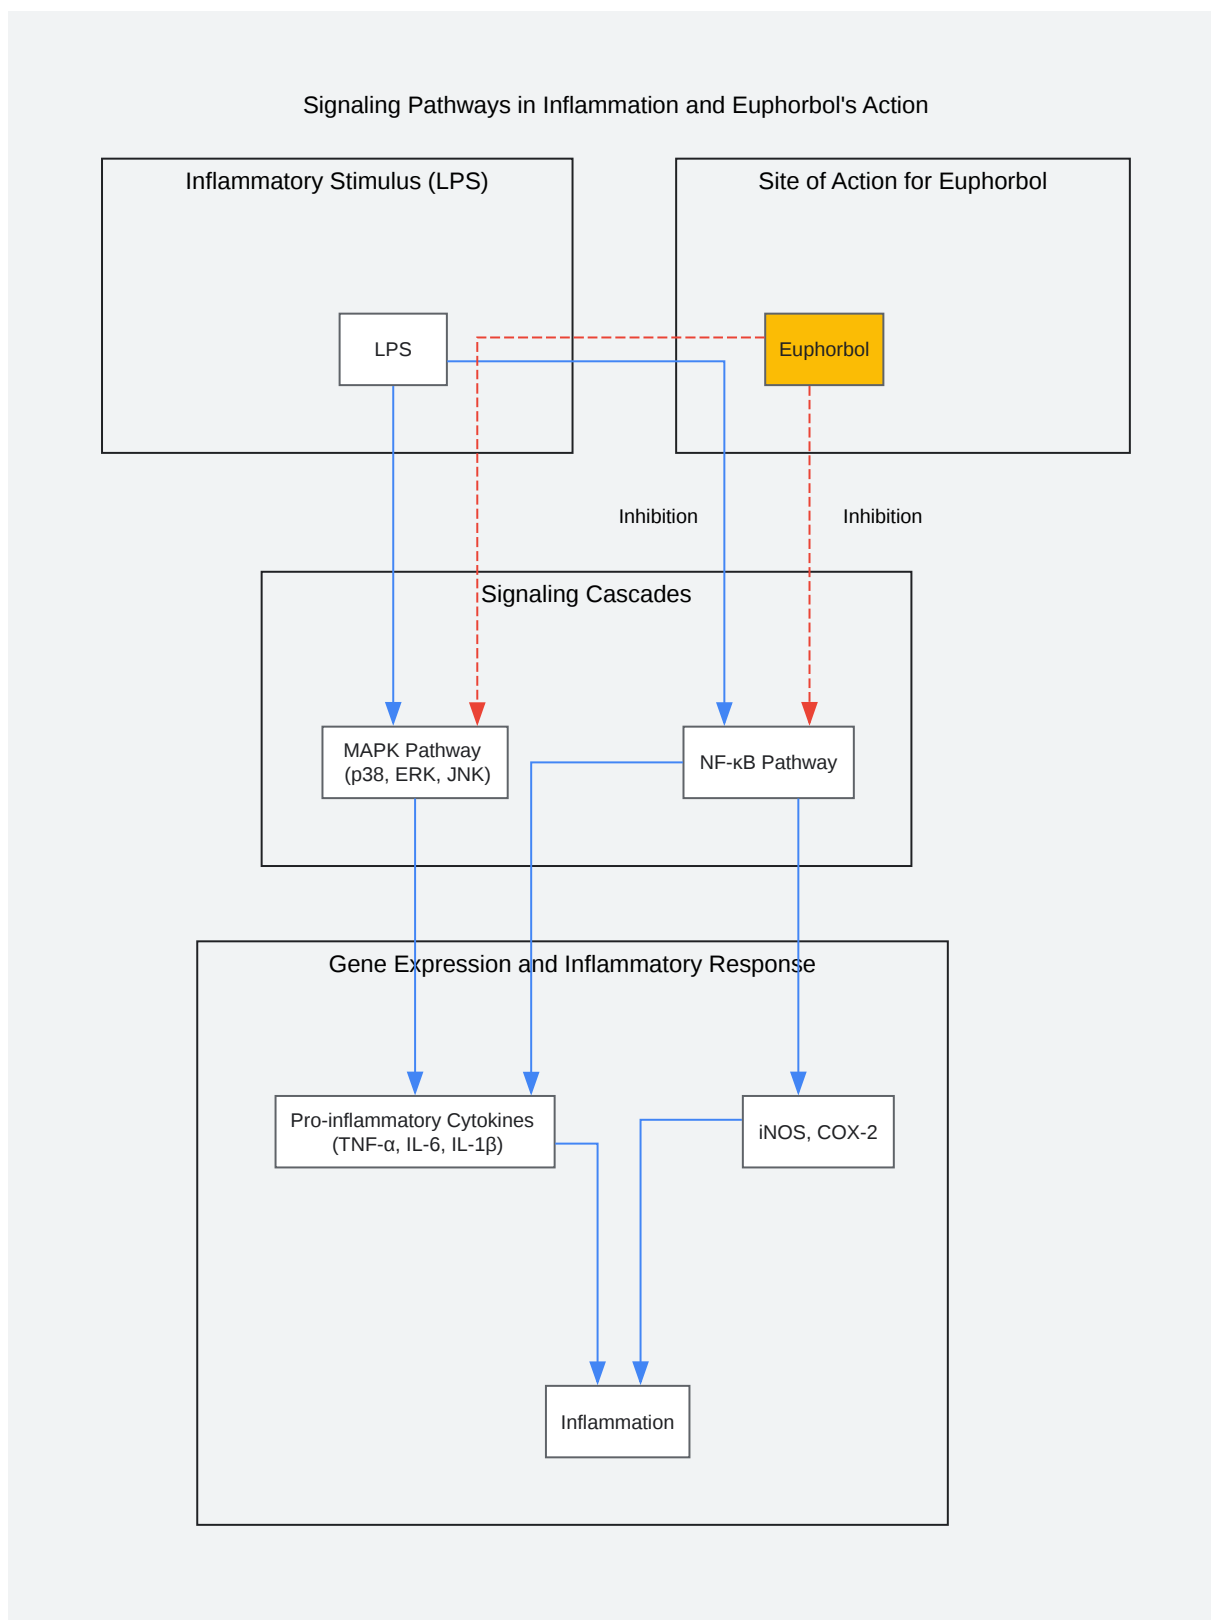 Signaling Pathways in Inflammation and Euphorbol's Action
Inflammatory Stimulus (LPS)
Site of Action for Euphorbol
LPS
Euphorbol
Inhibition
Inhibition
Signaling Cascades
MAPK Pathway
(p38, ERK, JNK)
NF-κB Pathway
Gene Expression and Inflammatory Response
Pro-inflammatory Cytokines
(TNF-α, IL-6, IL-1β)
iNOS, COX-2
Inflammation